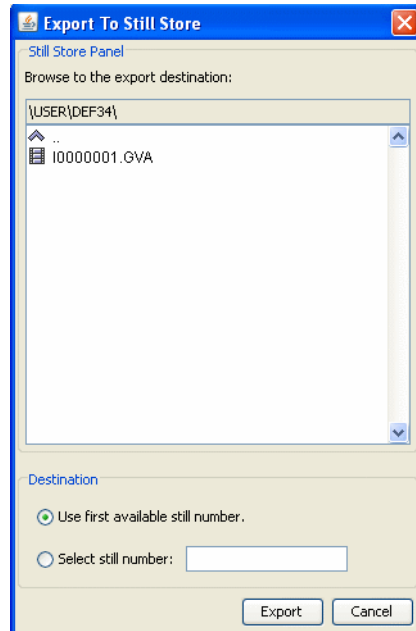 Export To Still Store
Still Store Panel
Browse to the export destination:
\USER\DEF34\
..
I0000001.GVA
Destination
Use first available still number.
Select still number:
Export Cancel